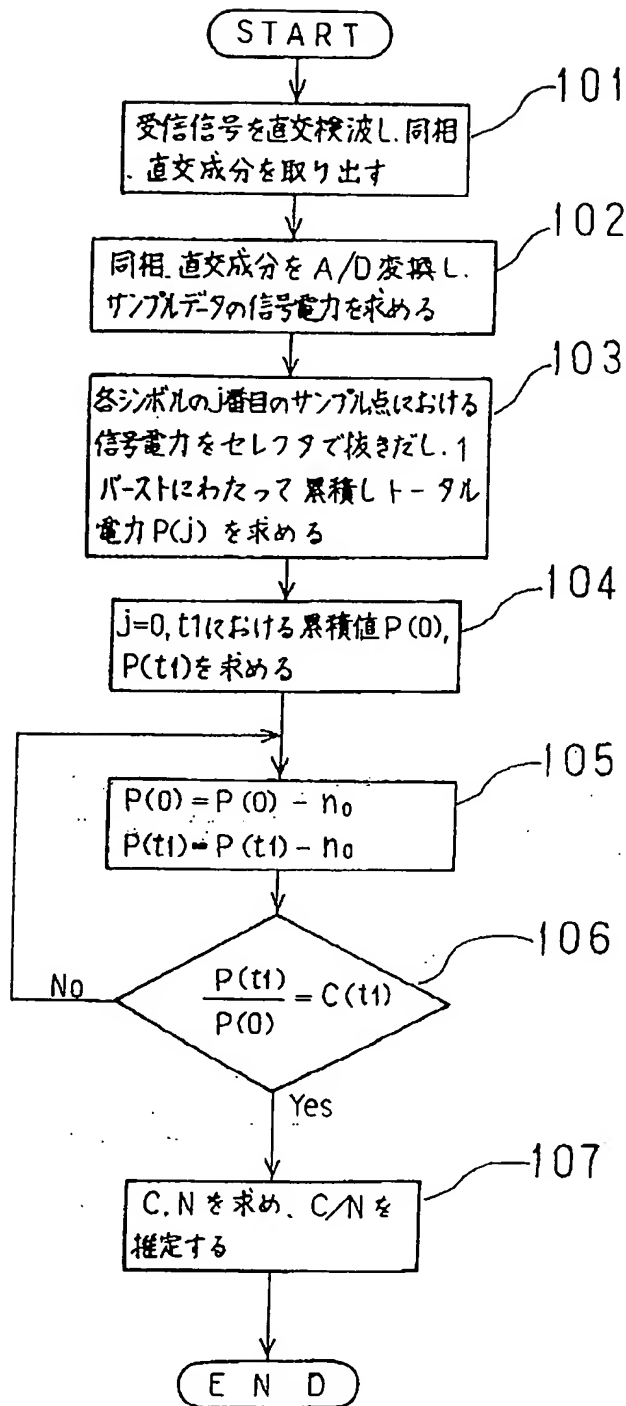 START
101
受信信号を直交検波し、同相
、直交成分を取り出す
102
同相、直交成分をA/D変換し、
サンプルデータの信号電力を求める
103
各シンボルのj番目のサンプル点における
信号電力をセレクタで抜きだし、1
バーストにわたって累積しトータル
電力P(j)を求める
104
j=0,t1における累積値P(0),
P(t1)を求める
105
P(0)=P(0)-n₀
P(t1)=P(t1)-n₀
106
P(t1)/P(0)=C(t1)
No
Yes
107
C,Nを求め、C/Nを
推定する
END